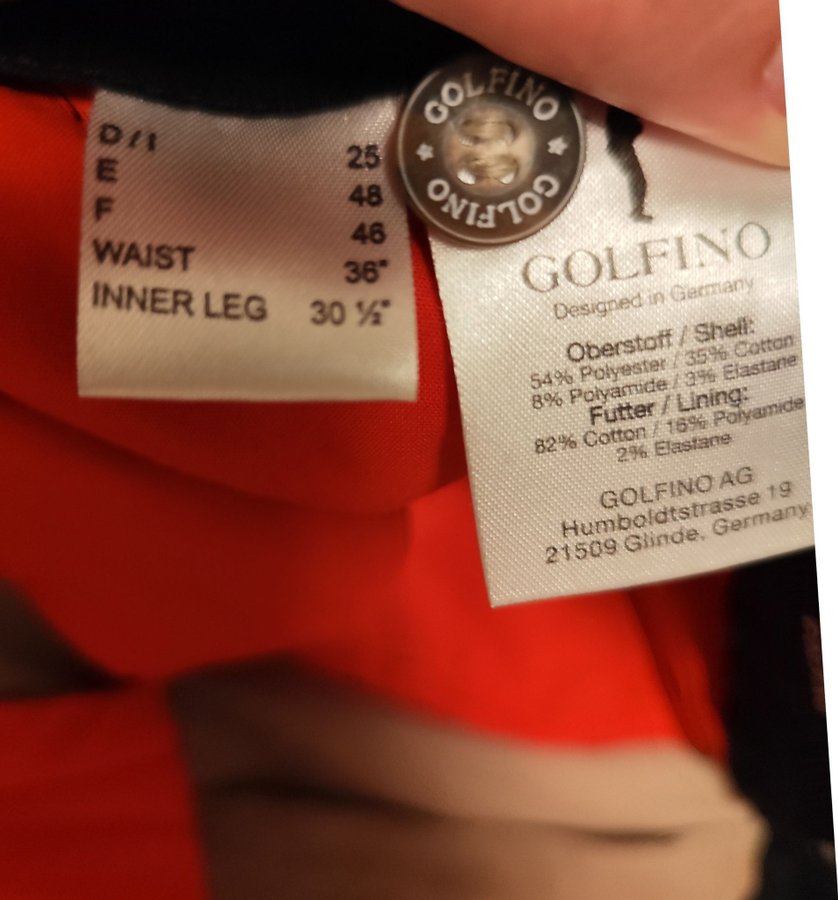 D/I 25
E 48
F 46
WAIST 36"
INNER LEG 30 ½"
GOLFINO
GOLFINO
GOLFINO
Designed in Germany
Oberstoff / Shell:
54% Polyester / 35% Cotton
8% Polyamide / 3% Elastane
Futter / Lining:
82% Cotton / 16% Polyamide
2% Elastane
GOLFINO AG
Humboldtstrasse 19
21509 Glinde, Germany